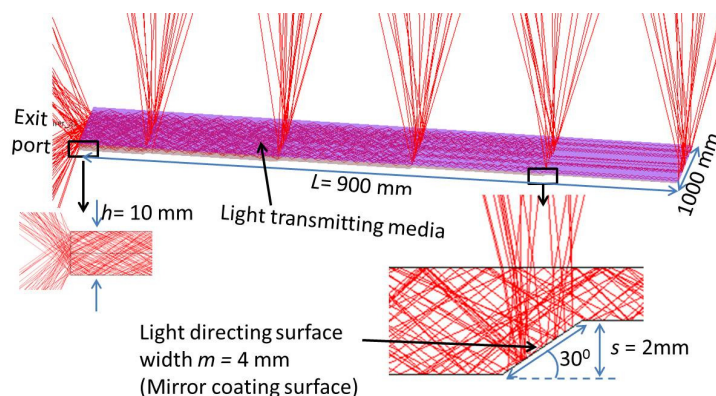 Exit
port
L= 900 mm
1000 mm
h= 10 mm
Light transmitting media
Light directing surface
width m = 4 mm
(Mirror coating surface)
30⁰
s = 2mm